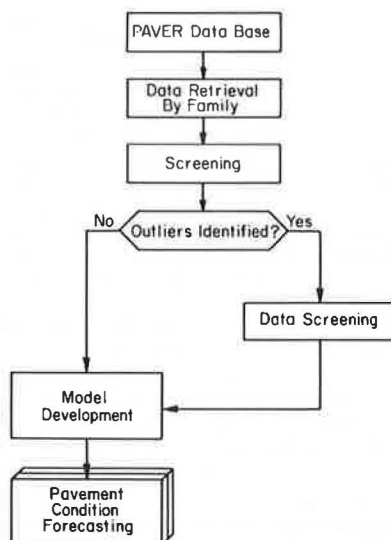 PAVER Data Base
Data Retrieval
By Family
Screening
No
Outliers Identified?
Yes
Data Screening
Model
Development
Pavement
Condition
Forecasting